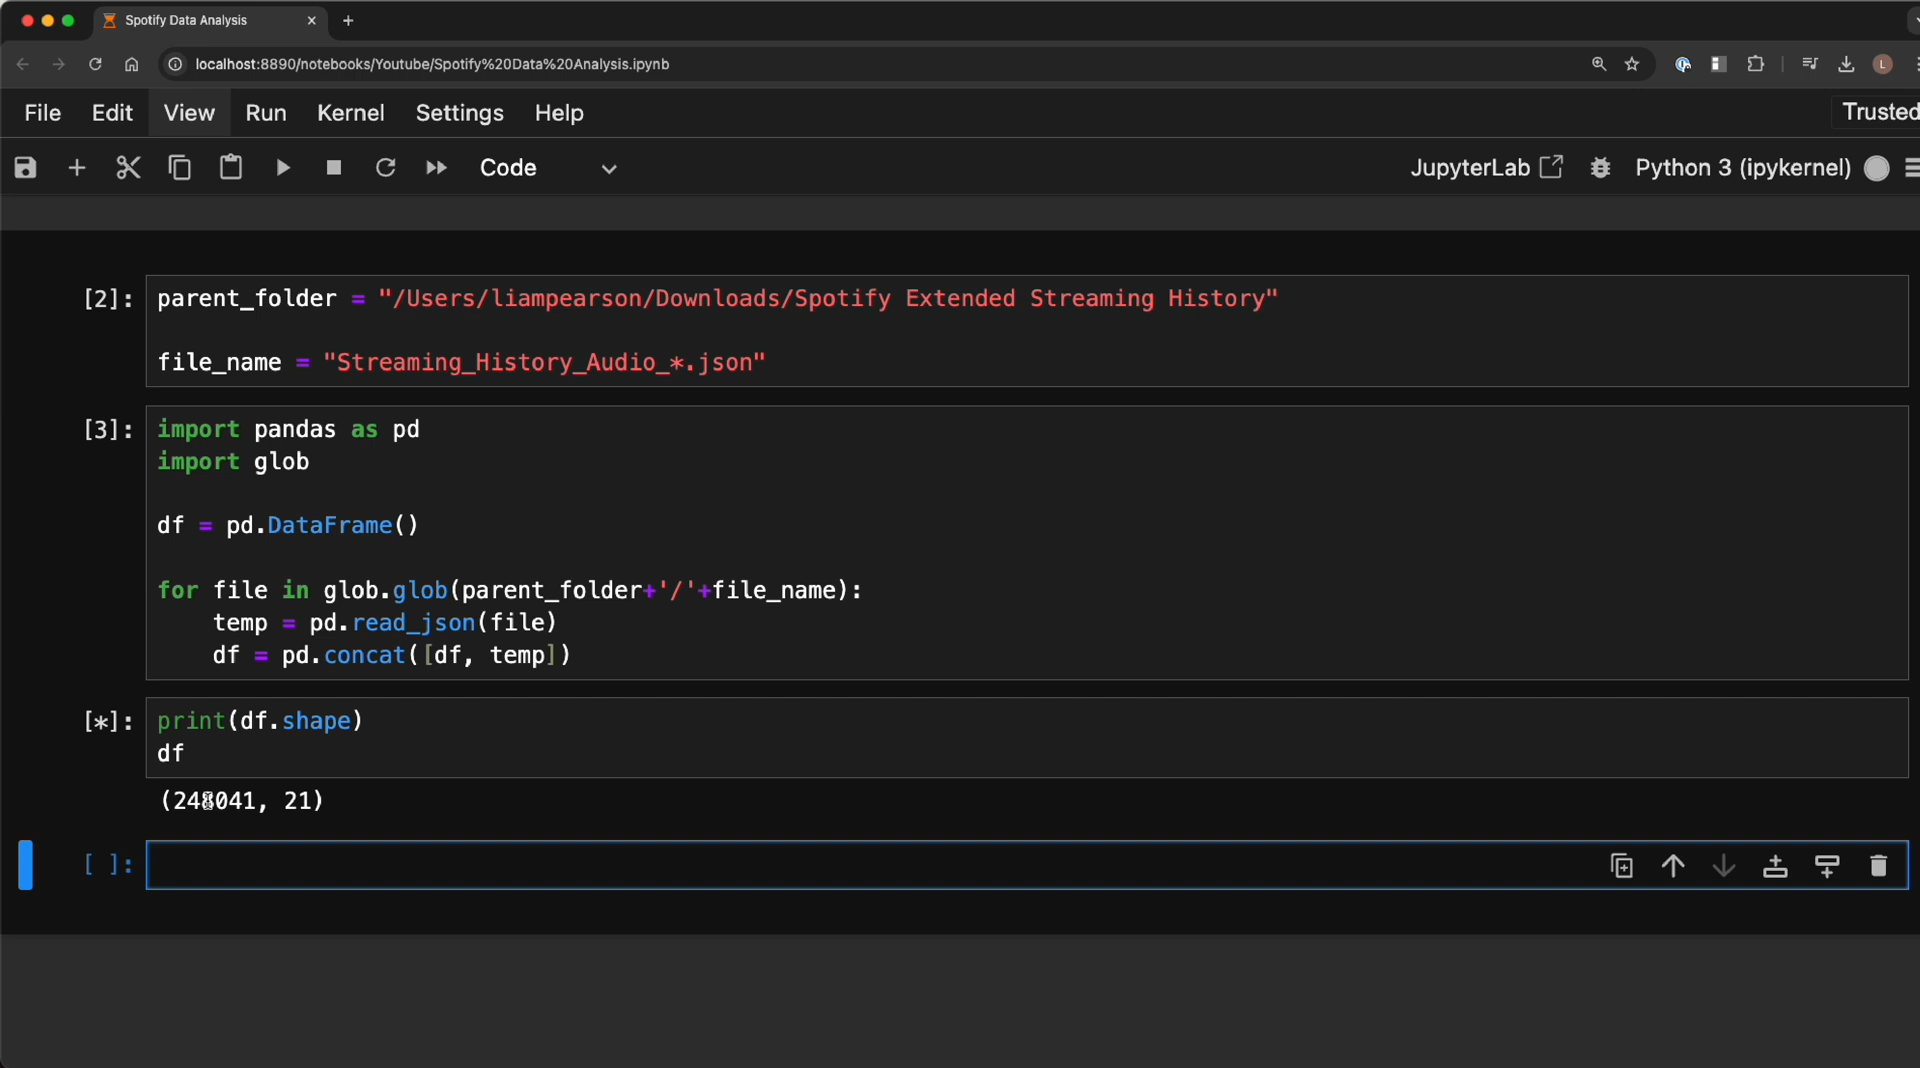 Spotify Data Analysis
localhost:8890/notebooks/Youtube/Spotify%20Data%20Analysis.ipynb
L
File Edit View Run Kernel Settings Help
Trusted
Code
JupyterLab
Python 3 (ipykernel)
[2]:
parent_folder = "/Users/liampearson/Downloads/Spotify Extended Streaming History"
file_name = "Streaming_History_Audio_*.json"
[3]:
import pandas as pd
import glob
df = pd.DataFrame()
for file in glob.glob(parent_folder+'/'+file_name):
temp = pd.read_json(file)
df = pd.concat([df, temp])
[*]:
print(df.shape)
df
(248041, 21)
[ ]: